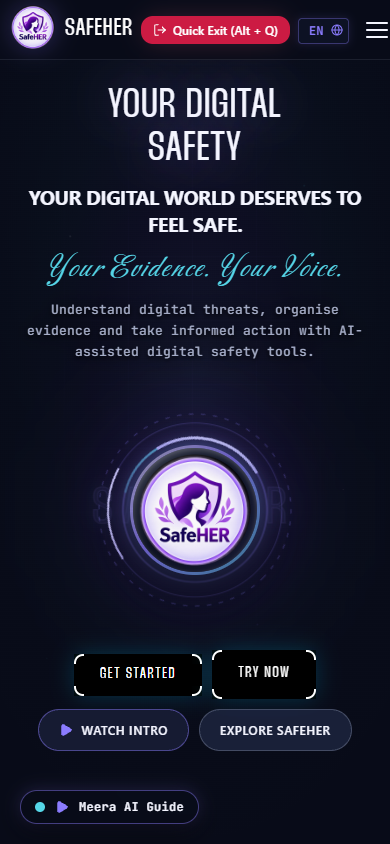 SafeHER
SAFEHER
Quick Exit (Alt + Q)
EN
YOUR DIGITAL
SAFETY
YOUR DIGITAL WORLD DESERVES TO
FEEL SAFE.
Your Evidence. Your Voice.
Understand digital threats, organise
evidence and take informed action with AI-
assisted digital safety tools.
SafeHER
GET STARTED
TRY NOW
WATCH INTRO
EXPLORE SAFEHER
Meera AI Guide